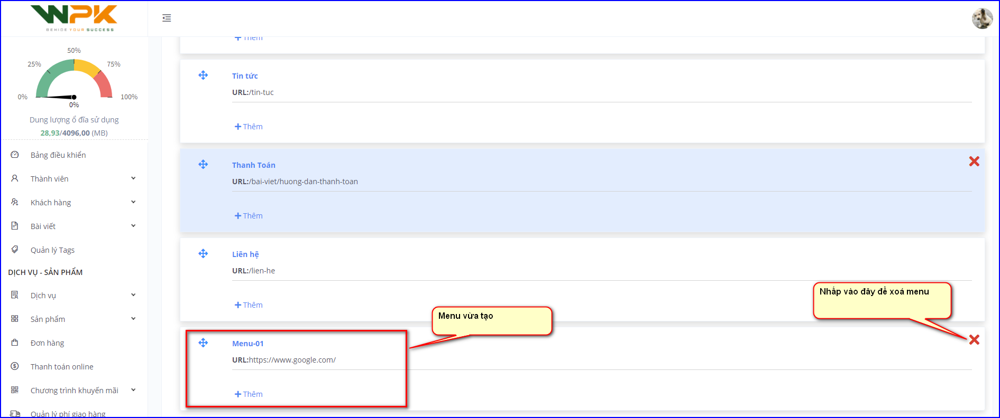 WPK
BEHIDE YOUR SUCCESS
50%
25%
75%
0%
100%
0%
Dung lượng ổ đĩa sử dụng
28,93/4096,00 (MB)
Bảng điều khiển
Thành viên
Khách hàng
Bài viết
Quản lý Tags
DỊCH VỤ - SẢN PHẨM
Dịch vụ
Sản phẩm
Đơn hàng
Thanh toán online
Chương trình khuyến mãi
Quản lý phí giao hàng
Thêm
Tin tức
URL:/tin-tuc
Thêm
Thanh Toán
URL:/bai-viet/huong-dan-thanh-toan
Thêm
Liên hệ
URL:/lien-he
Thêm
Nhấp vào đây để xoá menu
Menu vừa tạo
Menu-01
URL:https://www.google.com/
Thêm